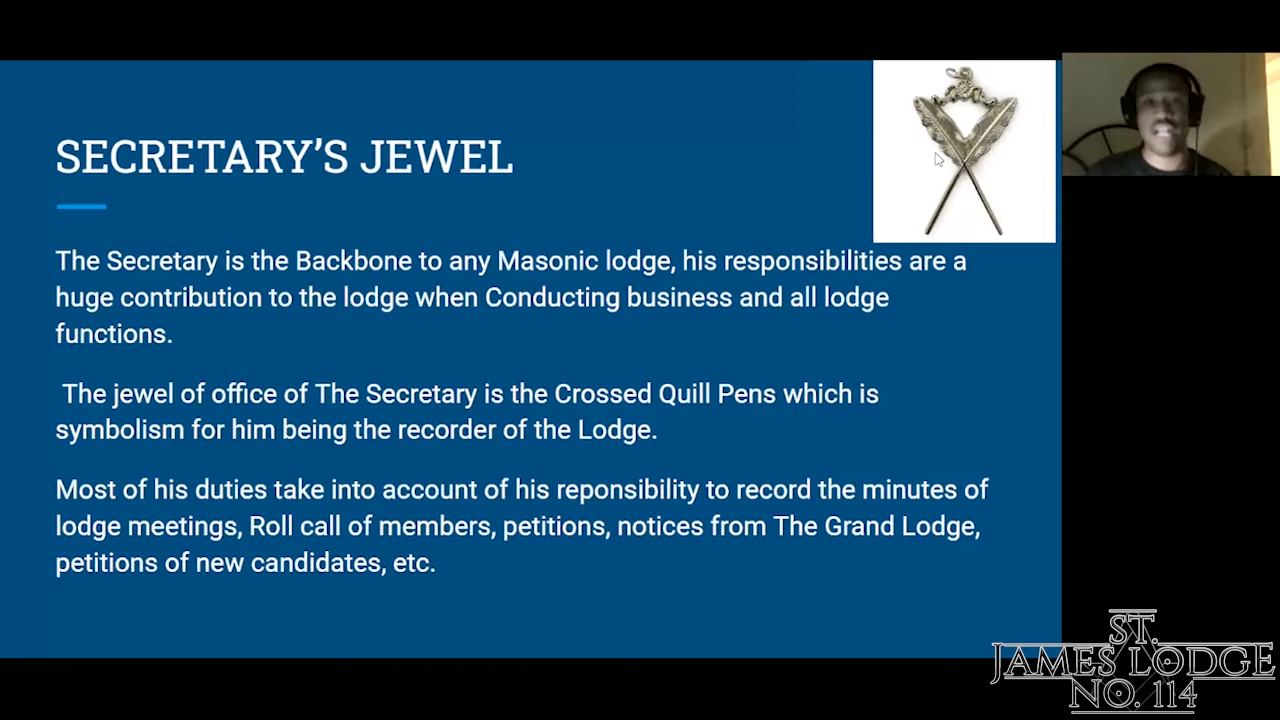 SECRETARY'S JEWEL
The Secretary is the Backbone to any Masonic lodge, his responsibilities are a
huge contribution to the lodge when Conducting business and all lodge
functions.
The jewel of office of The Secretary is the Crossed Quill Pens which is
symbolism for him being the recorder of the Lodge.
Most of his duties take into account of his reponsibility to record the minutes of
lodge meetings, Roll call of members, petitions, notices from The Grand Lodge,
petitions of new candidates, etc.
ST.
JAMES LODGE
NO. 114